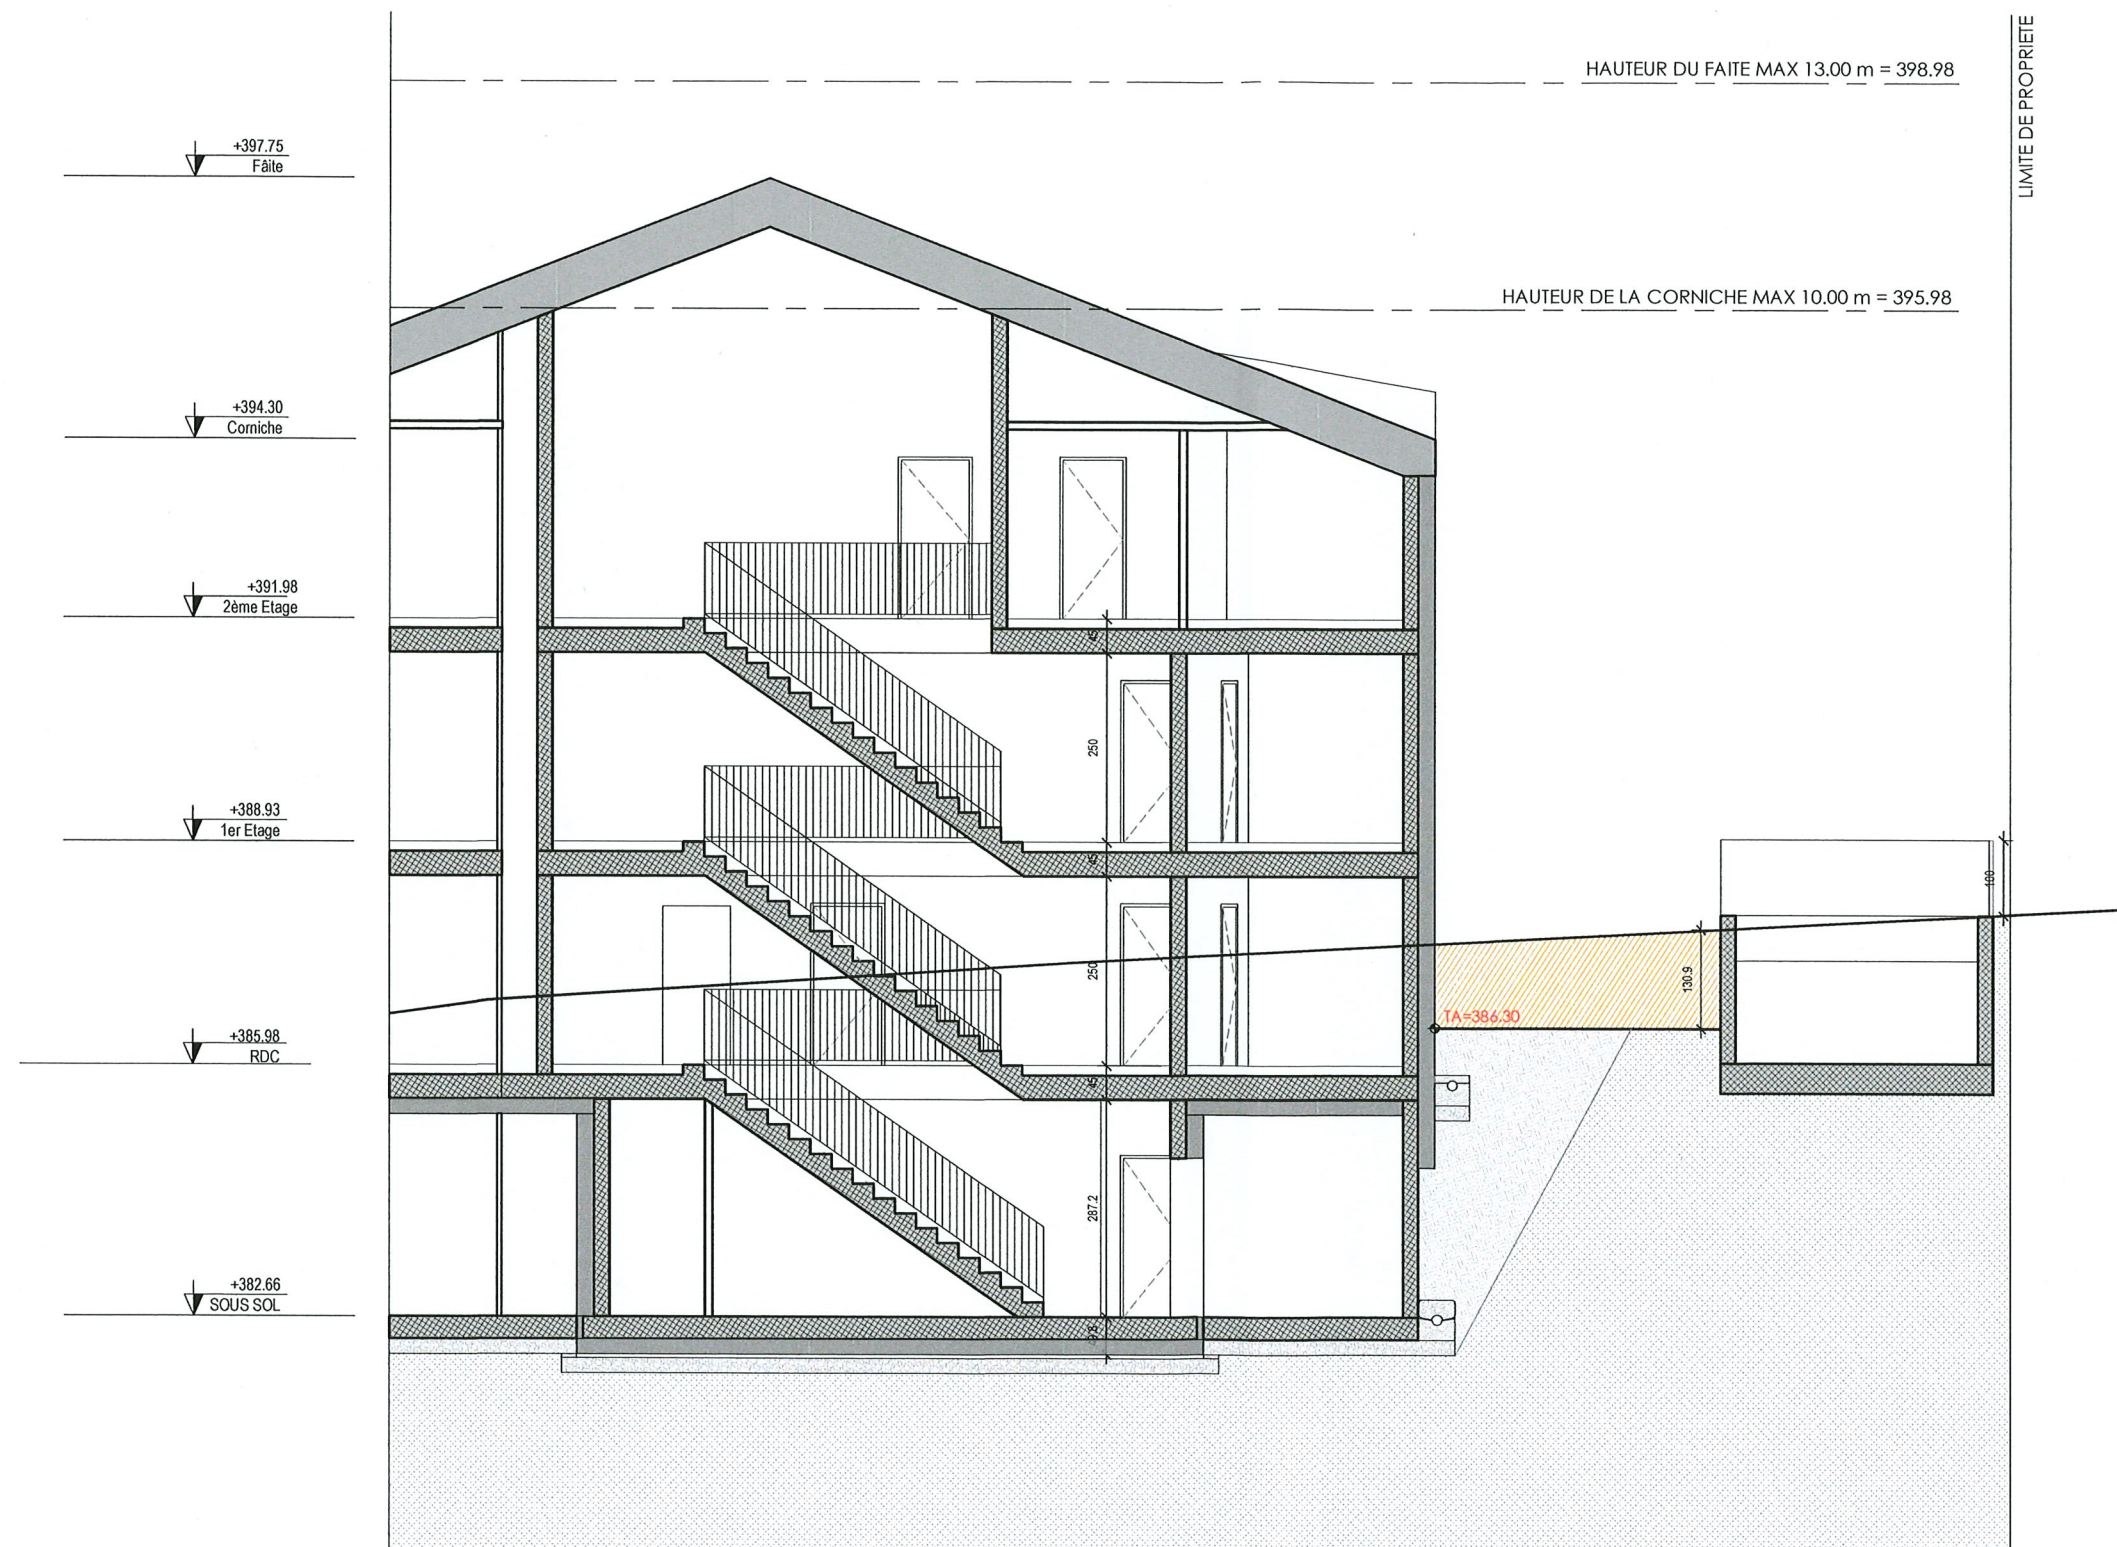 LIMITE DE PROPRIETE
HAUTEUR DU FAITE MAX 13.00 m = 398.98
+397.75
Fâite
HAUTEUR DE LA CORNICHE MAX 10.00 m = 395.98
+394.30
Corniche
+391.98
2ème Etage
45
250
+388.93
1er Etage
45
100
250
130.9
TA=386.30
+385.98
RDC
45
287.2
+382.66
SOUS SOL